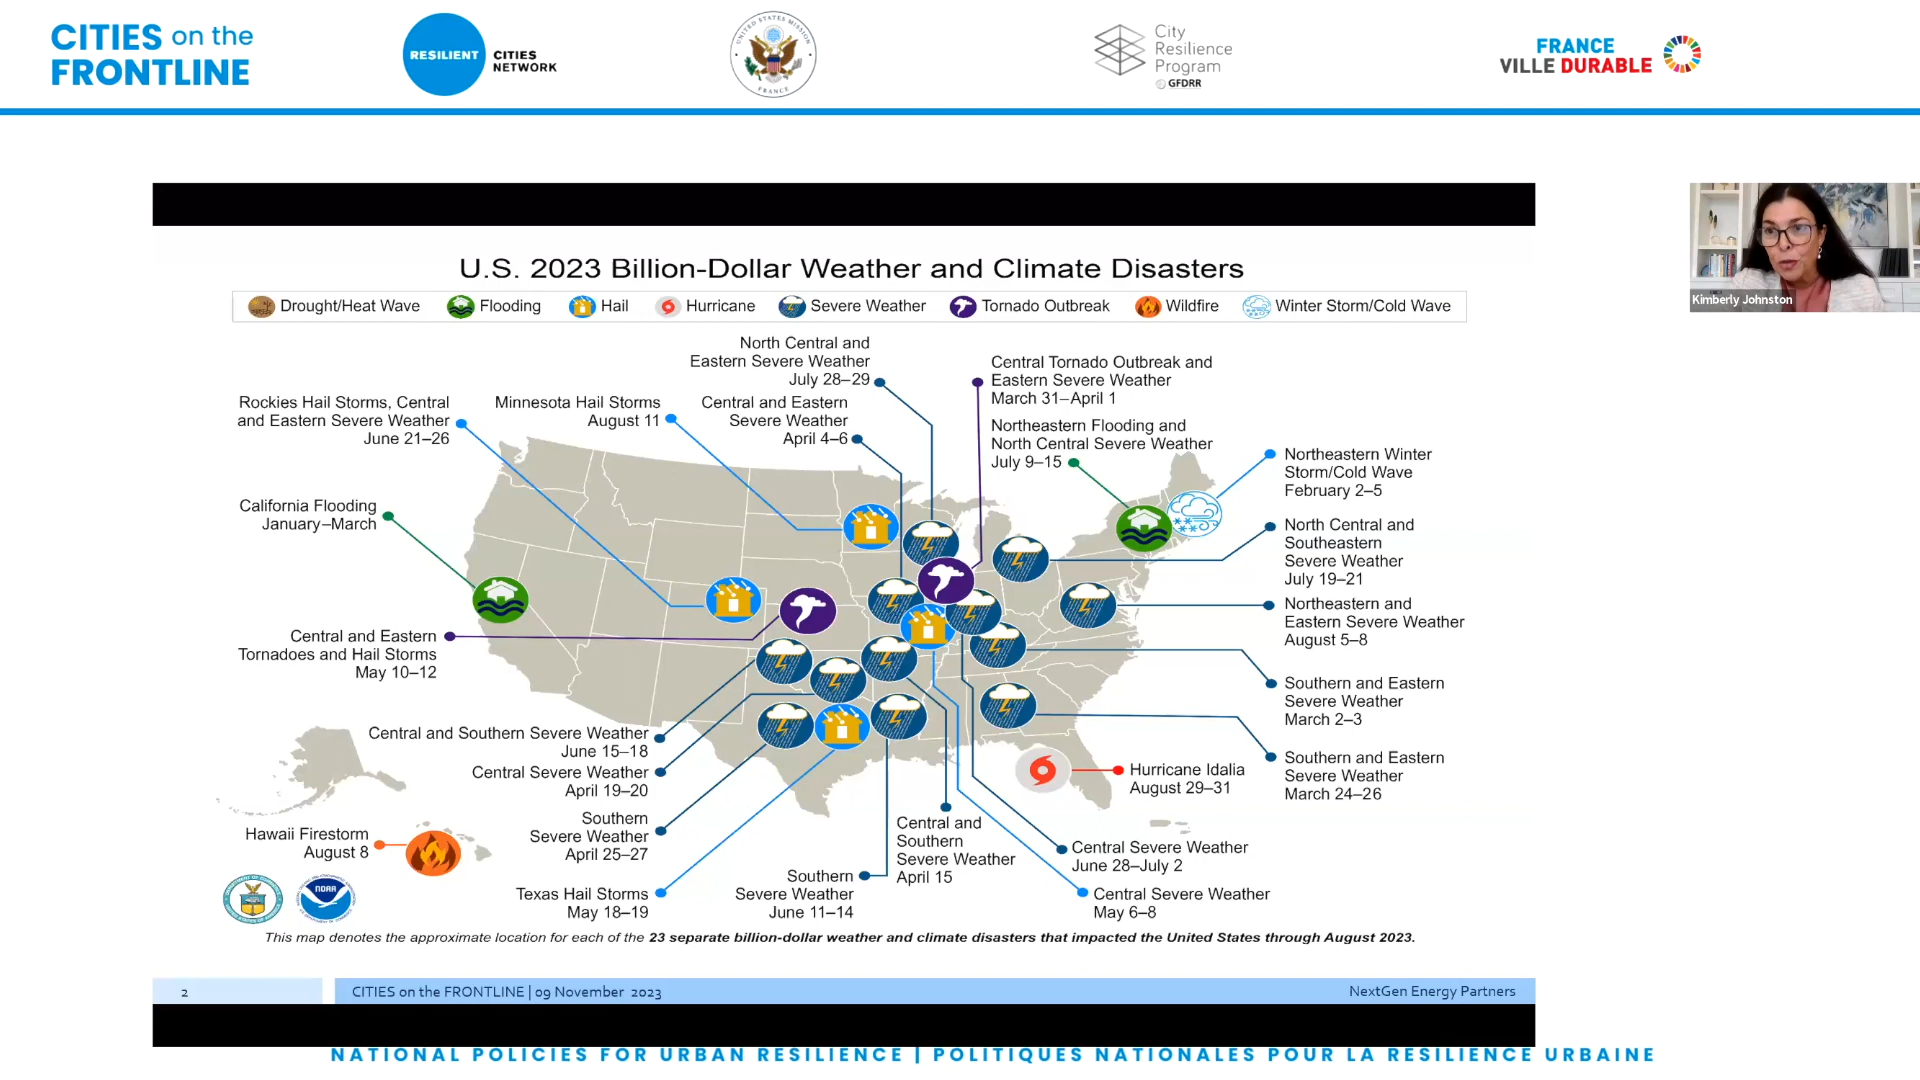 CITIES on the
FRONTLINE
RESILIENT
CITIES
NETWORK
UNITED STATES MISSION
FRANCE
City
Resilience
Program
GFDRR
FRANCE
VILLE DURABLE
Kimberly Johnston
U.S. 2023 Billion-Dollar Weather and Climate Disasters
Drought/Heat Wave
Flooding
Hail
Hurricane
Severe Weather
Tornado Outbreak
Wildfire
Winter Storm/Cold Wave
North Central and
Eastern Severe Weather
July 28–29
Central Tornado Outbreak and
Eastern Severe Weather
March 31–April 1
Rockies Hail Storms, Central
and Eastern Severe Weather
June 21–26
Minnesota Hail Storms
August 11
Central and Eastern
Severe Weather
April 4–6
Northeastern Flooding and
North Central Severe Weather
July 9–15
Northeastern Winter
Storm/Cold Wave
February 2–5
California Flooding
January–March
North Central and
Southeastern
Severe Weather
July 19–21
Northeastern and
Eastern Severe Weather
August 5–8
Central and Eastern
Tornadoes and Hail Storms
May 10–12
Southern and Eastern
Severe Weather
March 2–3
Central and Southern Severe Weather
June 15–18
Southern and Eastern
Severe Weather
March 24–26
Central Severe Weather
April 19–20
Hurricane Idalia
August 29–31
Southern
Severe Weather
April 25–27
Hawaii Firestorm
August 8
Central and
Southern
Severe Weather
April 15
Central Severe Weather
June 28–July 2
Texas Hail Storms
May 18–19
Southern
Severe Weather
June 11–14
Central Severe Weather
May 6–8
NOAA
This map denotes the approximate location for each of the 23 separate billion-dollar weather and climate disasters that impacted the United States through August 2023.
2
CITIES on the FRONTLINE | 09 November 2023
NextGen Energy Partners
NATIONAL POLICIES FOR URBAN RESILIENCE | POLITIQUES NATIONALES POUR LA RESILIENCE URBAINE